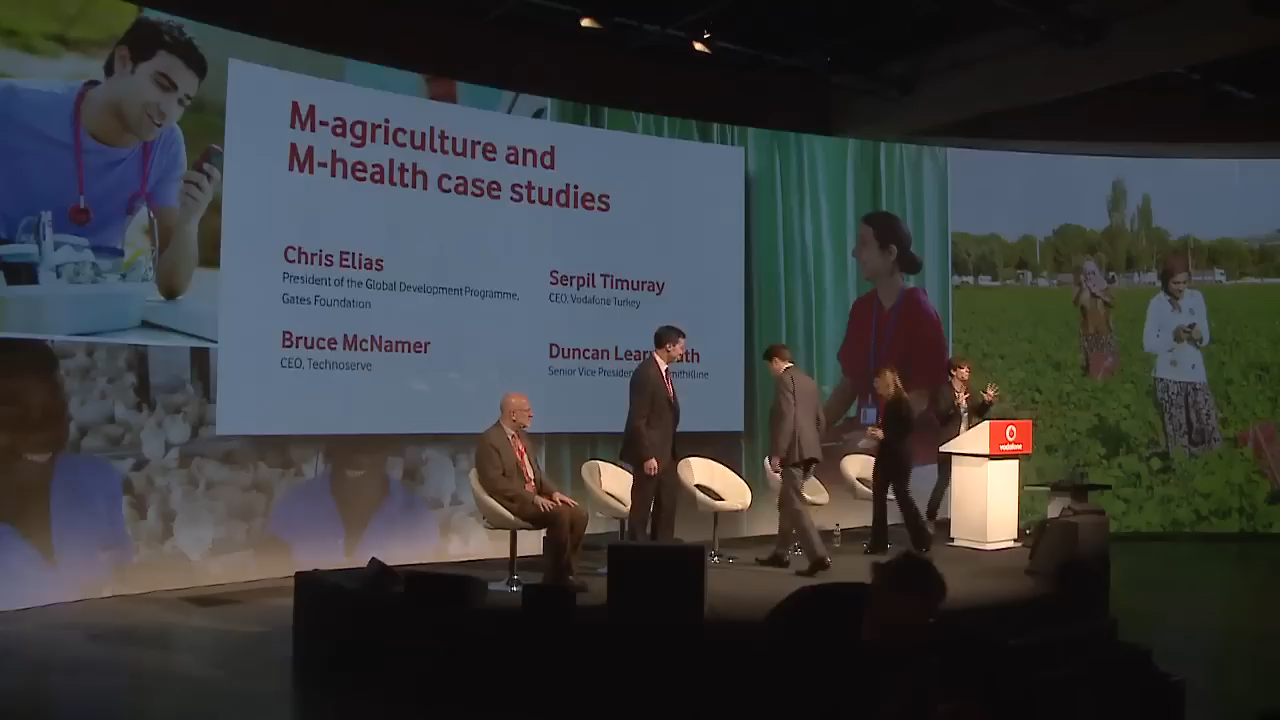 M-agriculture and
M-health case studies
Chris Elias
President of the Global Development Programme,
Gates Foundation
Serpil Timuray
CEO, Vodafone Turkey
Bruce McNamer
CEO, Technoserve
Duncan
Senior Vice
vodafone